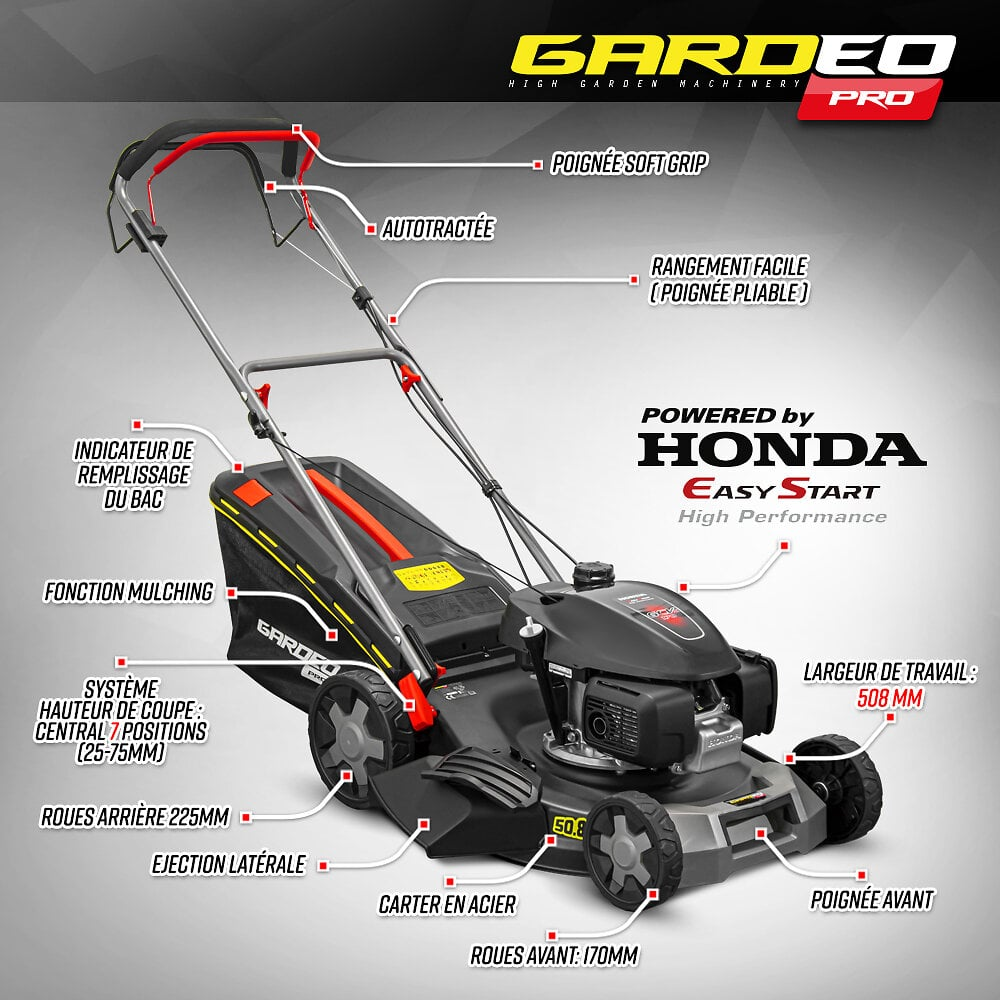 GARDEO
HIGH GARDEN MACHINERY
PRO
POIGNÉE SOFT GRIP
AUTOTRACTÉE
RANGEMENT FACILE
( POIGNÉE PLIABLE )
POWERED by
HONDA
EASY START
High Performance
INDICATEUR DE
REMPLISSAGE
DU BAC
FONCTION MULCHING
GARDEO
PRO
SYSTÈME
HAUTEUR DE COUPE :
CENTRAL 7 POSITIONS
(25-75MM)
LARGEUR DE TRAVAIL :
508 MM
HONDA
ROUES ARRIÈRE 225MM
50.8
EJECTION LATÉRALE
CARTER EN ACIER
POIGNÉE AVANT
ROUES AVANT: 170MM